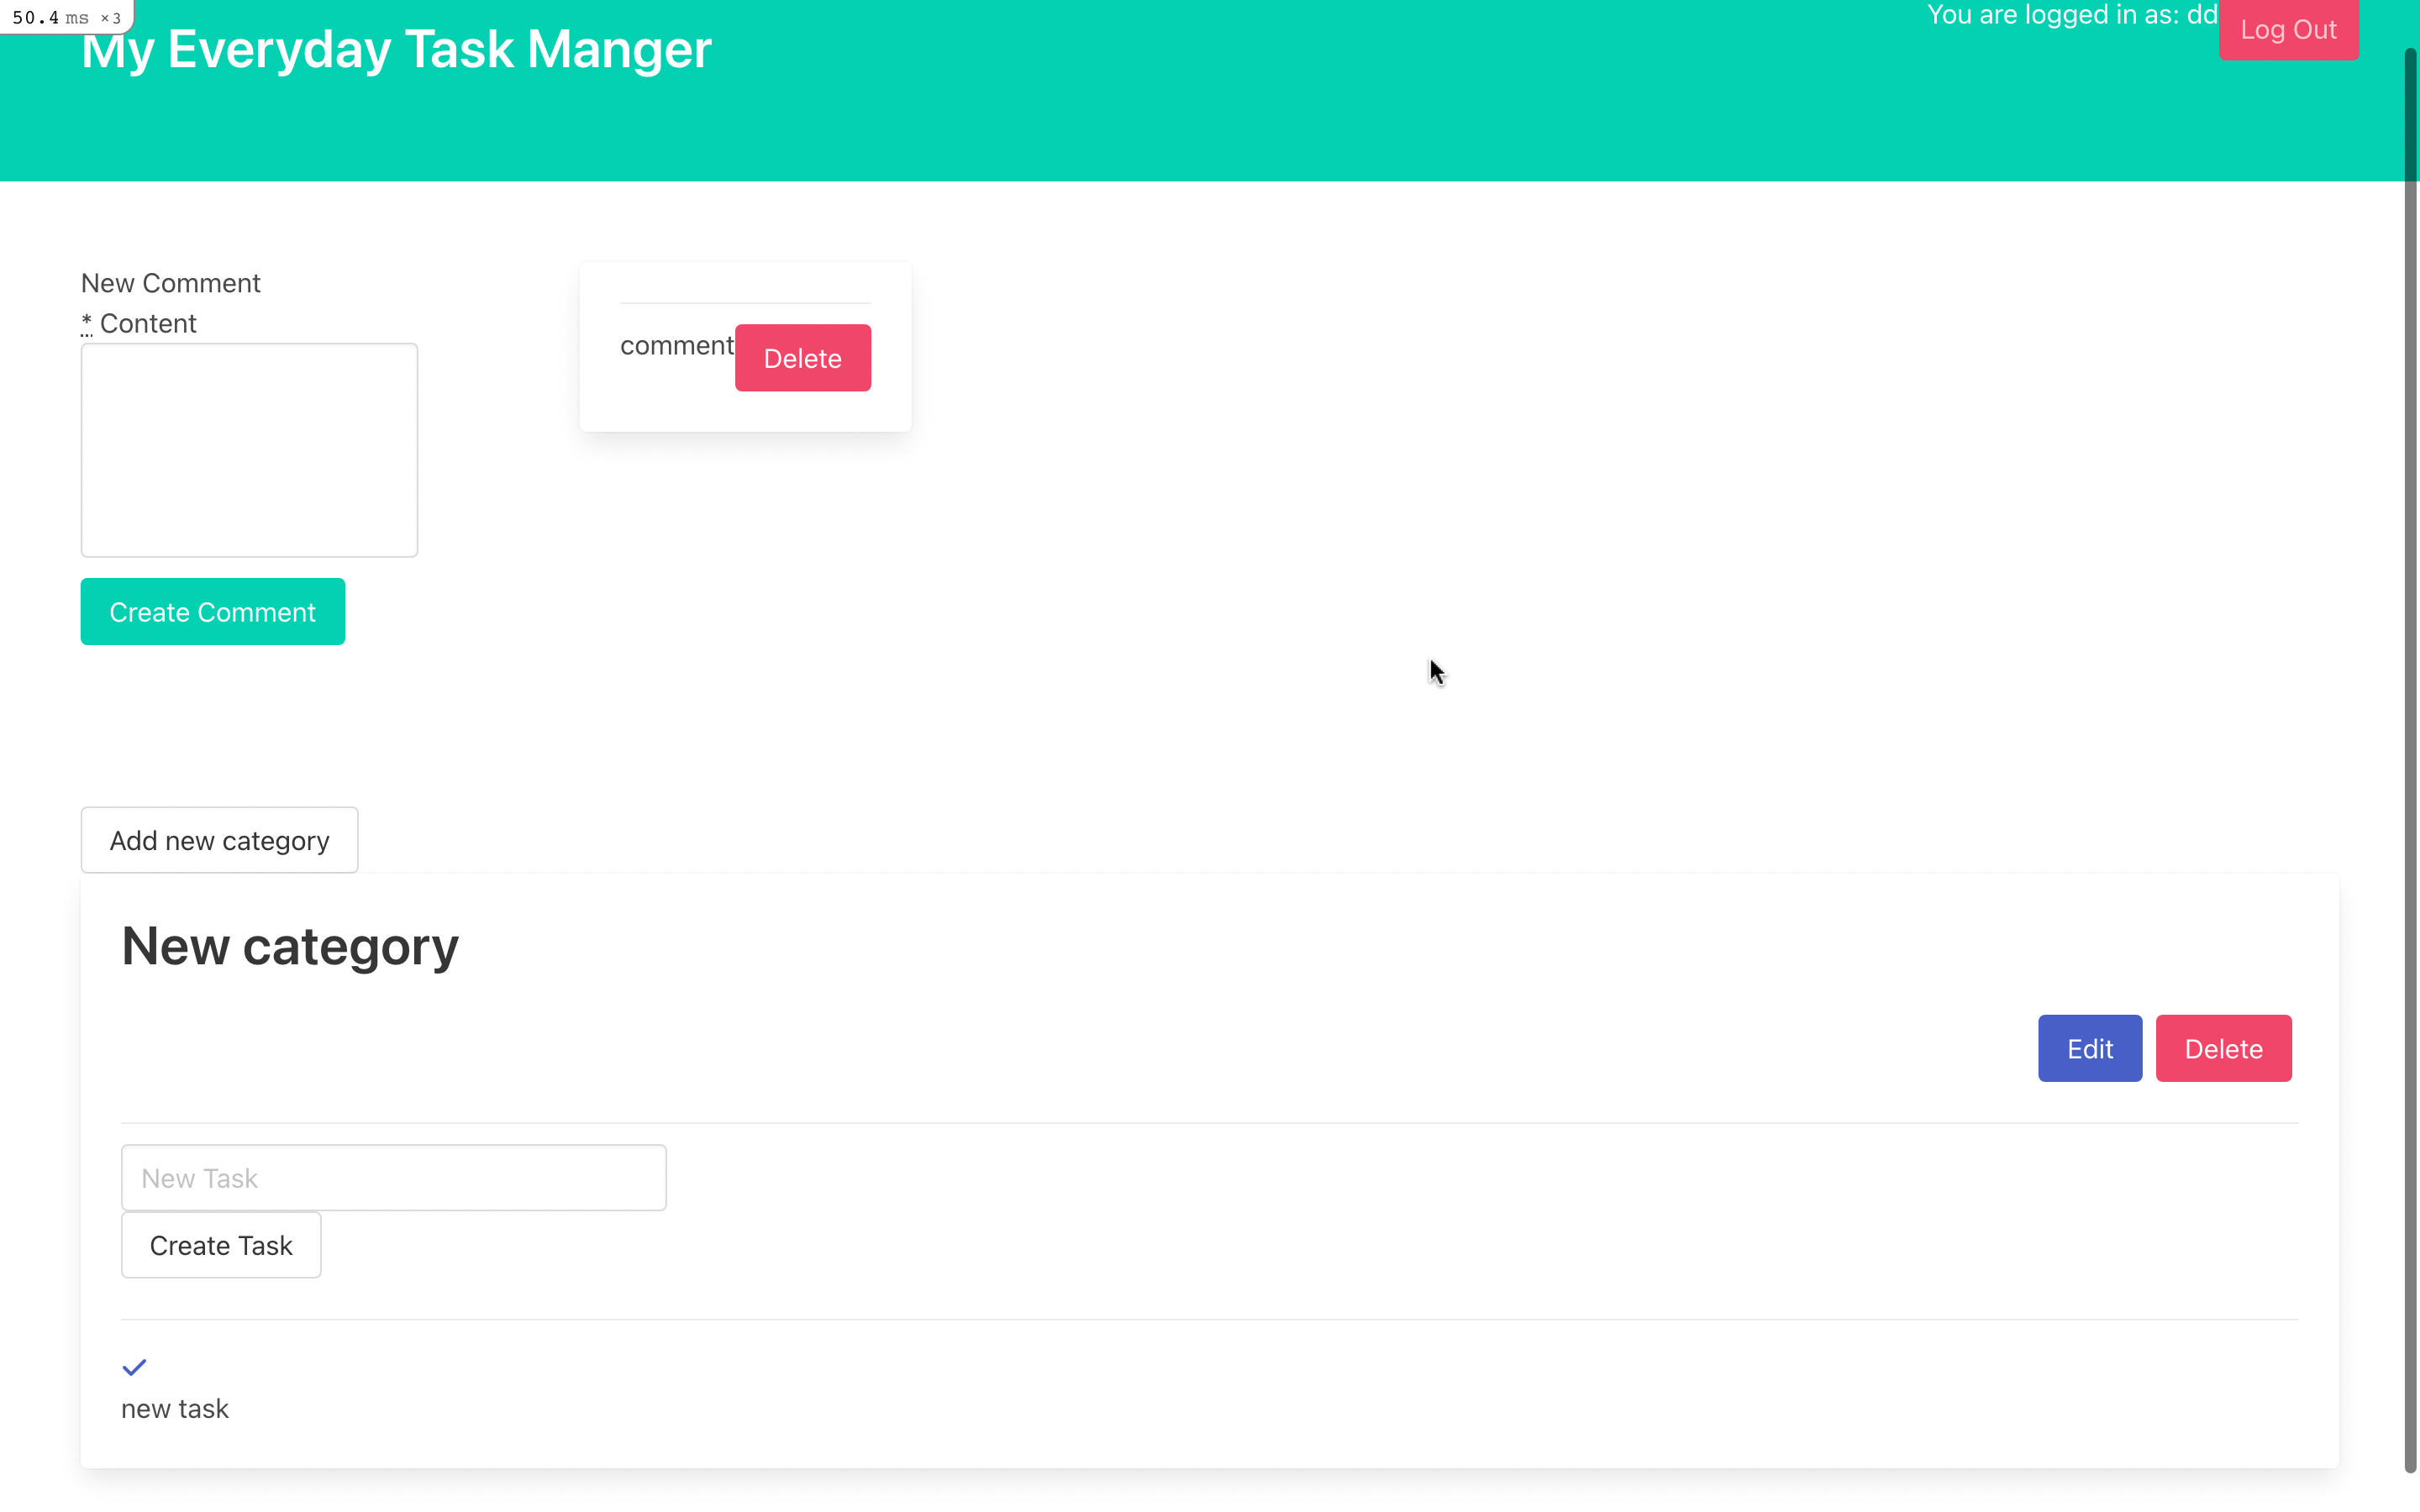 50.4 ms ×3
You are logged in as: dd
Log Out
My Everyday Task Manger
New Comment
* Content
comment
Delete
Create Comment
Add new category
New category
Edit
Delete
New Task
Create Task
new task